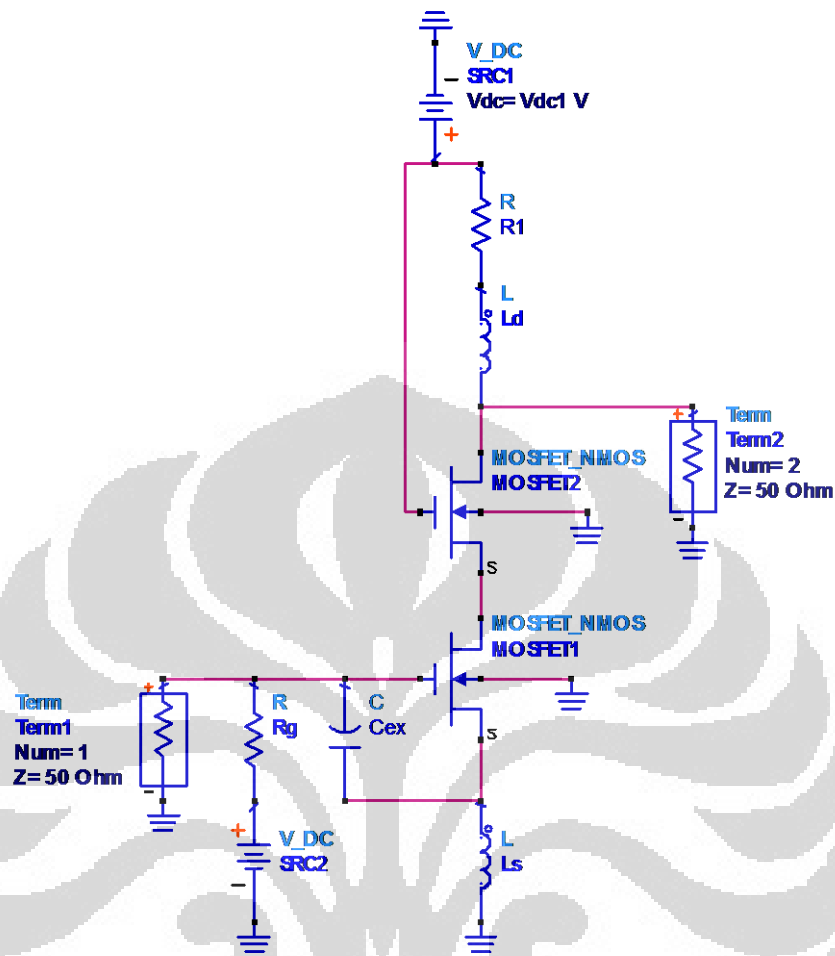 V_DC
SRC1
Vdc= Vdc1 V
–
+
R
R1
L
Ld
+
Term
Term2
Num= 2
Z= 50 Ohm
-
MOSFET_NMOS
MOSFET2
S
MOSFET_NMOS
MOSFET1
S
+
Term
Term1
Num= 1
Z= 50 Ohm
-
R
Rg
C
Cex
+
V_DC
SRC2
–
L
Ls